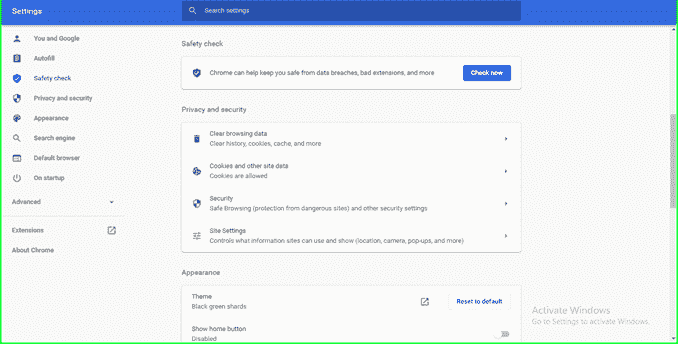 Settings
Search settings
You and Google
Autofill
Safety check
Privacy and security
Appearance
Search engine
Default browser
On startup
Advanced
Extensions
About Chrome
Safety check
Chrome can help keep you safe from data breaches, bad extensions, and more
Check now
Privacy and security
Clear browsing data
Clear history, cookies, cache, and more
Cookies and other site data
Cookies are allowed
Security
Safe Browsing (protection from dangerous sites) and other security settings
Site Settings
Controls what information sites can use and show (location, camera, pop-ups, and more)
Appearance
Theme
Black green shards
Reset to default
Show home button
Disabled
Activate Windows
Go to Settings to activate Windows.